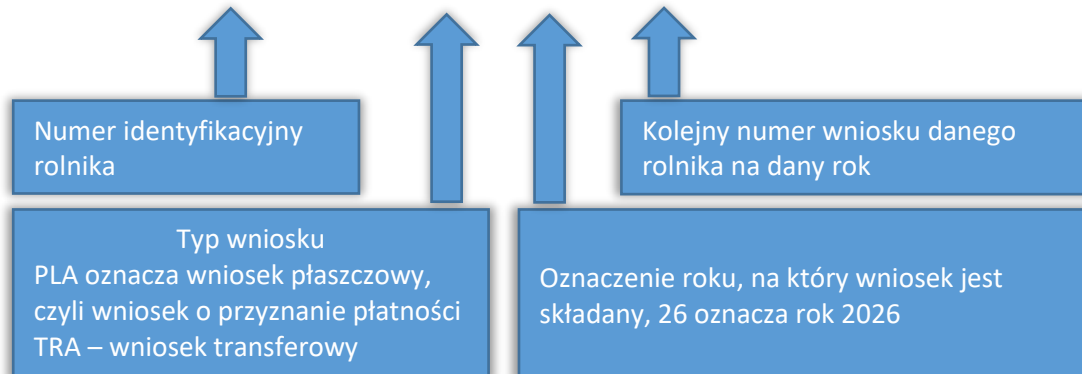 Numer identyfikacyjny
rolnika
Kolejny numer wniosku danego
rolnika na dany rok
Typ wniosku
PLA oznacza wniosek płaszczowy,
czyli wniosek o przyznanie płatności
TRA – wniosek transferowy
Oznaczenie roku, na który wniosek jest
składany, 26 oznacza rok 2026